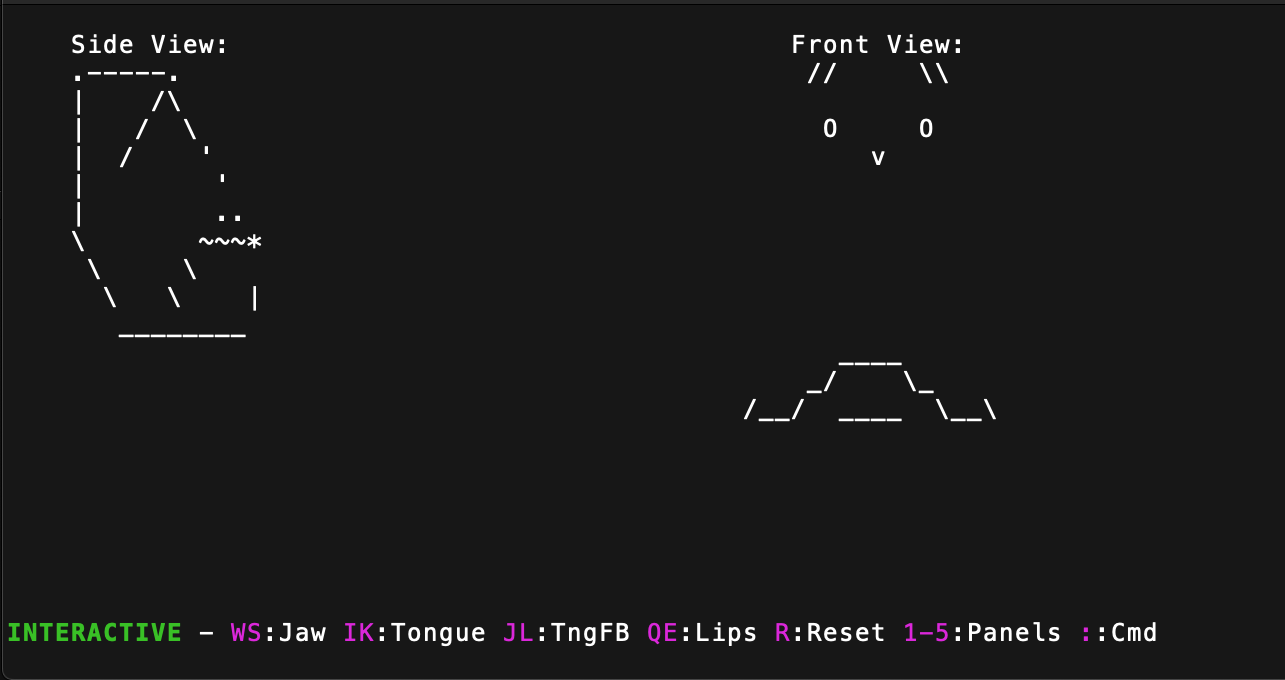 Side View: Front View:
O O
v
INTERACTIVE – WS:Jaw IK:Tongue JL:TngFB QE:Lips R:Reset 1–5:Panels ::Cmd